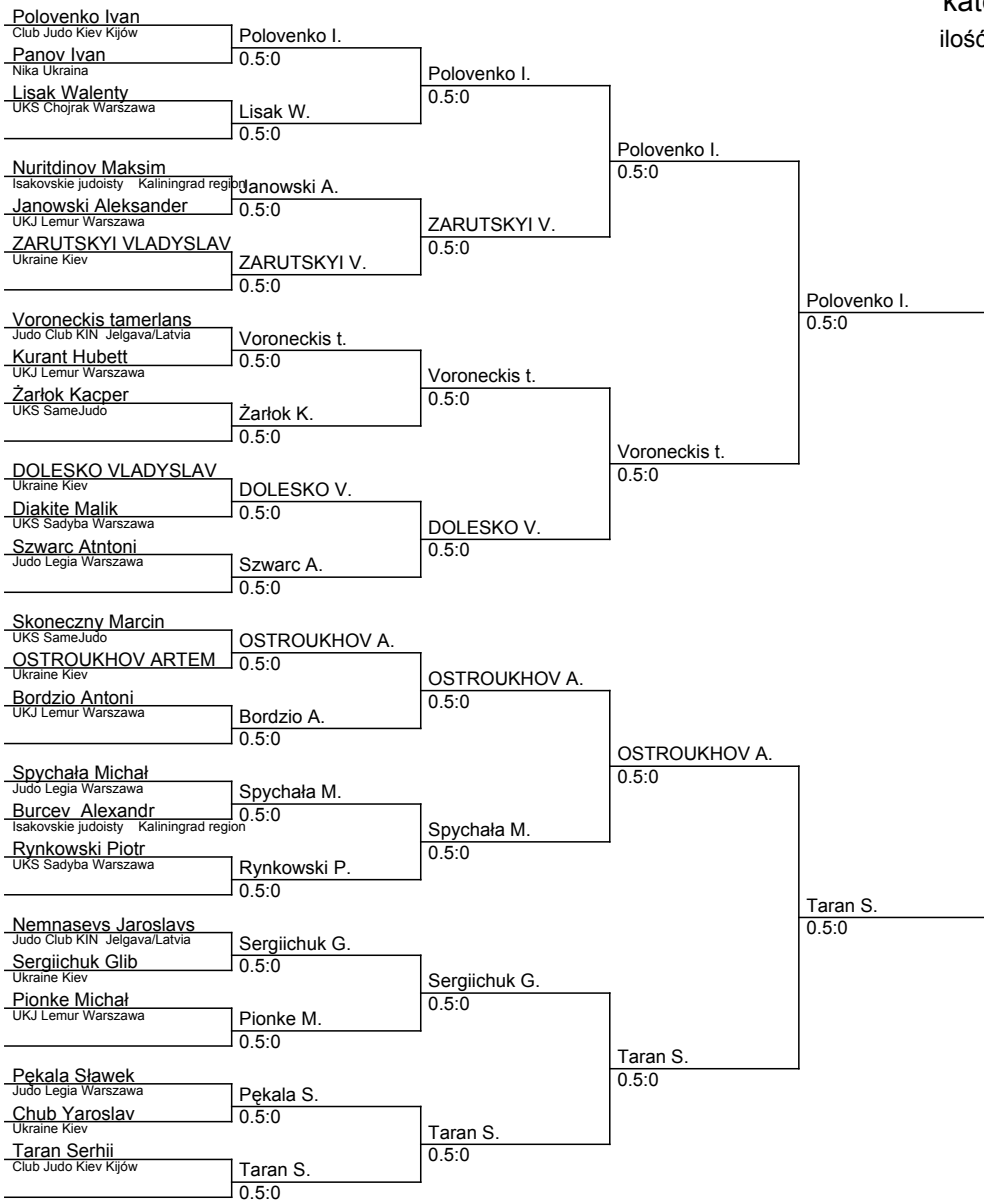 kat
ilość
Polovenko Ivan
Club Judo Kiev Kijów
Panov Ivan
Nika Ukraina
Lisak Walenty
UKS Chojrak Warszawa
Nuritdinov Maksim
Isakovskie judoisty Kaliningrad region
Janowski Aleksander
UKJ Lemur Warszawa
ZARUTSKYI VLADYSLAV
Ukraine Kiev
Voroneckis tamerlans
Judo Club KIN Jelgava/Latvia
Kurant Hubett
UKJ Lemur Warszawa
Żarłok Kacper
UKS SameJudo
DOLESKO VLADYSLAV
Ukraine Kiev
Diakite Malik
UKS Sadyba Warszawa
Szwarc Atntoni
Judo Legia Warszawa
Skoneczny Marcin
UKS SameJudo
OSTROUKHOV ARTEM
Ukraine Kiev
Bordzio Antoni
UKJ Lemur Warszawa
Spychała Michał
Judo Legia Warszawa
Burcev Alexandr
Isakovskie judoisty Kaliningrad region
Rynkowski Piotr
UKS Sadyba Warszawa
Nemnasevs Jaroslavs
Judo Club KIN Jelgava/Latvia
Sergiichuk Glib
Ukraine Kiev
Pionke Michał
UKJ Lemur Warszawa
Pękala Sławek
Judo Legia Warszawa
Chub Yaroslav
Ukraine Kiev
Taran Serhii
Club Judo Kiev Kijów
Polovenko I.
0.5:0
Lisak W.
0.5:0
Janowski A.
0.5:0
ZARUTSKYI V.
0.5:0
Voroneckis t.
0.5:0
Żarłok K.
0.5:0
DOLESKO V.
0.5:0
Szwarc A.
0.5:0
OSTROUKHOV A.
0.5:0
Bordzio A.
0.5:0
Spychała M.
0.5:0
Rynkowski P.
0.5:0
Sergiichuk G.
0.5:0
Pionke M.
0.5:0
Pękala S.
0.5:0
Taran S.
0.5:0
Polovenko I.
0.5:0
ZARUTSKYI V.
0.5:0
Voroneckis t.
0.5:0
DOLESKO V.
0.5:0
OSTROUKHOV A.
0.5:0
Spychała M.
0.5:0
Sergiichuk G.
0.5:0
Taran S.
0.5:0
Polovenko I.
0.5:0
Voroneckis t.
0.5:0
OSTROUKHOV A.
0.5:0
Taran S.
0.5:0
Polovenko I.
0.5:0
Taran S.
0.5:0